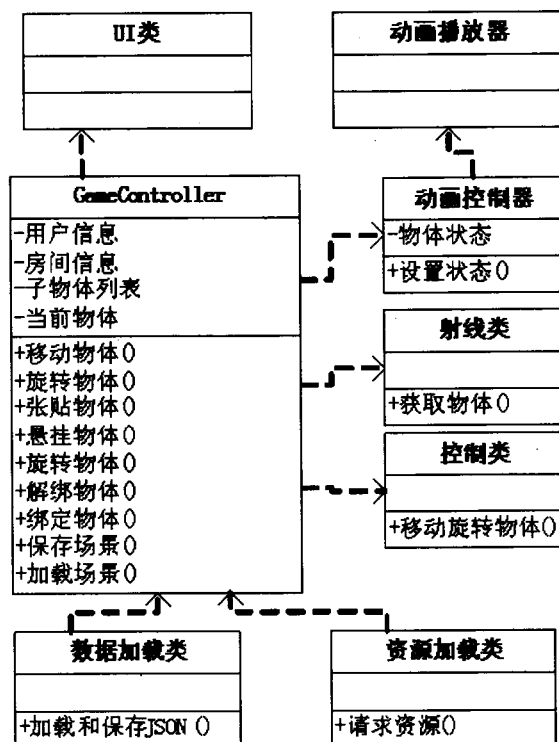 UI类
动画播放器
GameController
-用户信息
-房间信息
-子物体列表
-当前物体
+移动物体()
+旋转物体()
+张贴物体()
+悬挂物体()
+旋转物体()
+解绑物体()
+绑定物体()
+保存场景()
+加载场景()
动画控制器
-物体状态
+设置状态()
射线类
+获取物体()
控制类
+移动旋转物体()
数据加载类
+加载和保存JSON()
资源加载类
+请求资源()